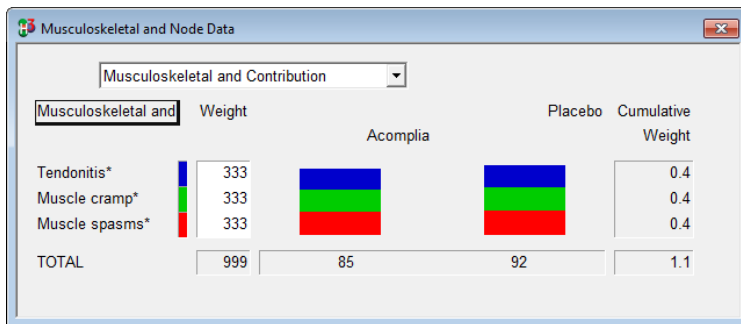 Musculoskeletal and Node Data
Musculoskeletal and Contribution
Musculoskeletal and Weight Placebo Cumulative
Acomplia Weight
Tendonitis* 333 0.4
Muscle cramp* 333 0.4
Muscle spasms* 333 0.4
TOTAL 999 85 92 1.1